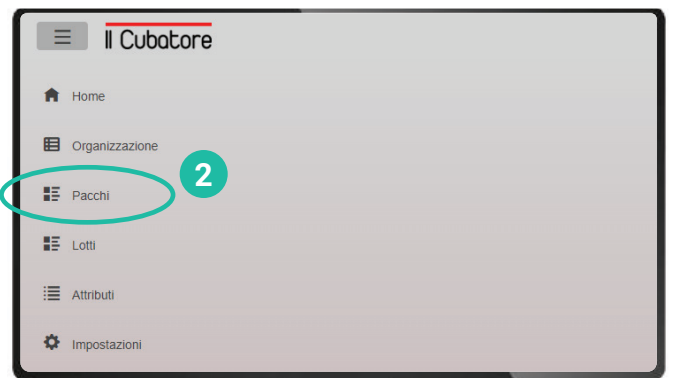 Il Cubatore
Home
Organizzazione
2
Pacchi
Lotti
Attributi
Impostazioni